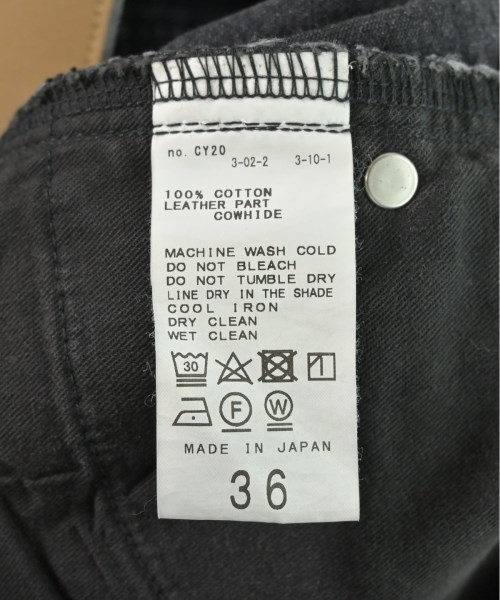 no. CY20
3-02-2 3-10-1
100% COTTON
LEATHER PART
COWHIDE
MACHINE WASH COLD
DO NOT BLEACH
DO NOT TUMBLE DRY
LINE DRY IN THE SHADE
COOL IRON
DRY CLEAN
WET CLEAN
30
F W
MADE IN JAPAN
36